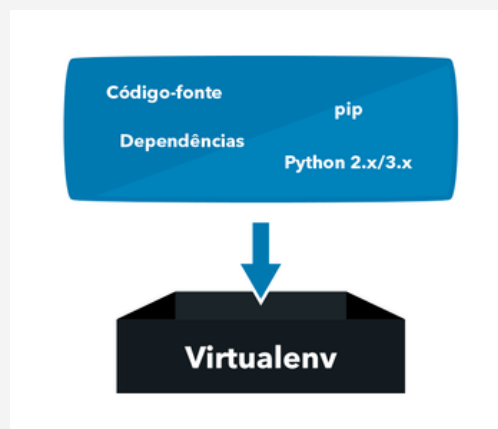 Código-fonte
pip
Dependências
Python 2.x/3.x
Virtualenv